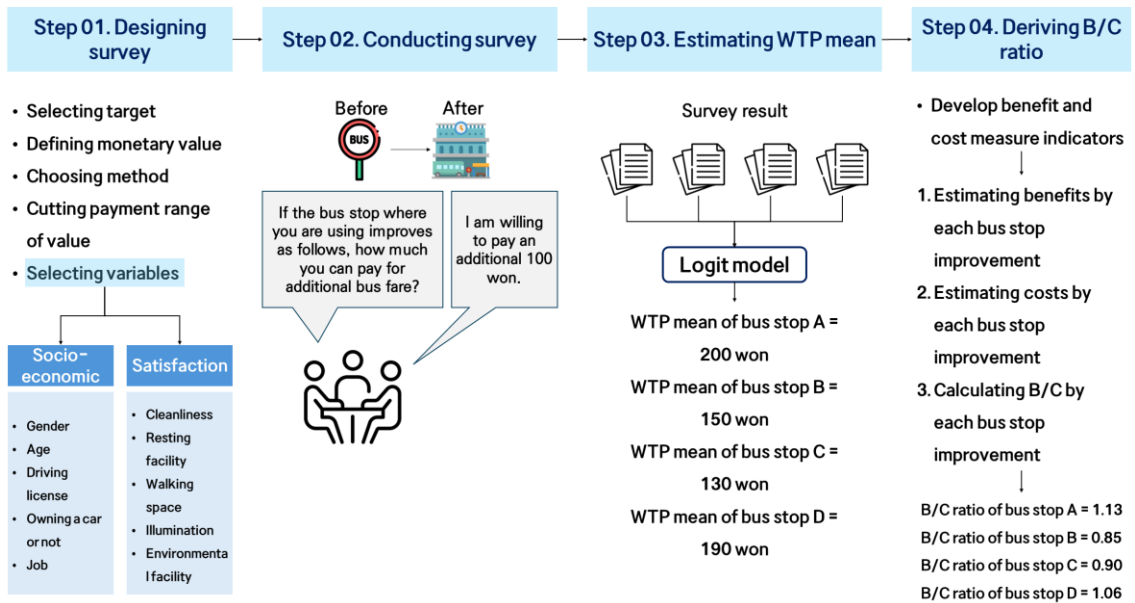 Step 01. Designing
survey
Step 02. Conducting survey
Step 03. Estimating WTP mean
Step 04. Deriving B/C
ratio
• Selecting target
• Defining monetary value
• Choosing method
• Cutting payment range
of value
• Selecting variables
Socio-
economic
• Gender
• Age
• Driving
license
• Owning a car
or not
• Job
Satisfaction
• Cleanliness
• Resting
facility
• Walking
space
• Illumination
• Environmenta
l facility
Before
After
BUS
If the bus stop where
you are using improves
as follows, how much
you can pay for
additional bus fare?
I am willing
to pay an
additional 100
won.
Survey result
Logit model
WTP mean of bus stop A =
200 won
WTP mean of bus stop B =
150 won
WTP mean of bus stop C =
130 won
WTP mean of bus stop D =
190 won
• Develop benefit and
cost measure indicators
1. Estimating benefits by
each bus stop
improvement
2. Estimating costs by
each bus stop
improvement
3. Calculating B/C by
each bus stop
improvement
B/C ratio of bus stop A = 1.13
B/C ratio of bus stop B = 0.85
B/C ratio of bus stop C = 0.90
B/C ratio of bus stop D = 1.06